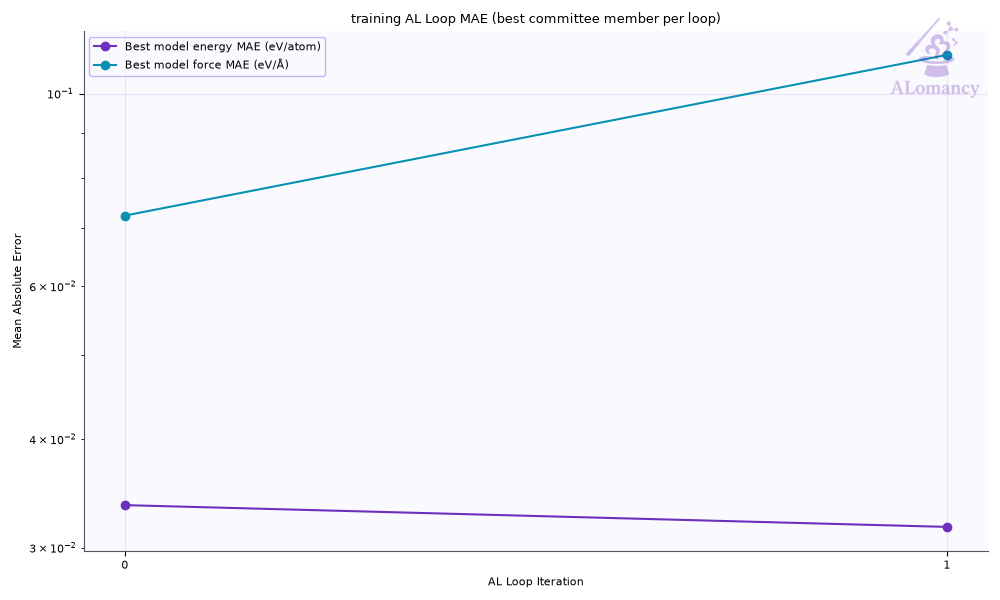 training AL Loop MAE (best committee member per loop)
Best model energy MAE (eV/atom)
Best model force MAE (eV/Å)
ALomancy
10⁻¹
6 × 10⁻²
4 × 10⁻²
3 × 10⁻²
Mean Absolute Error
0
1
AL Loop Iteration